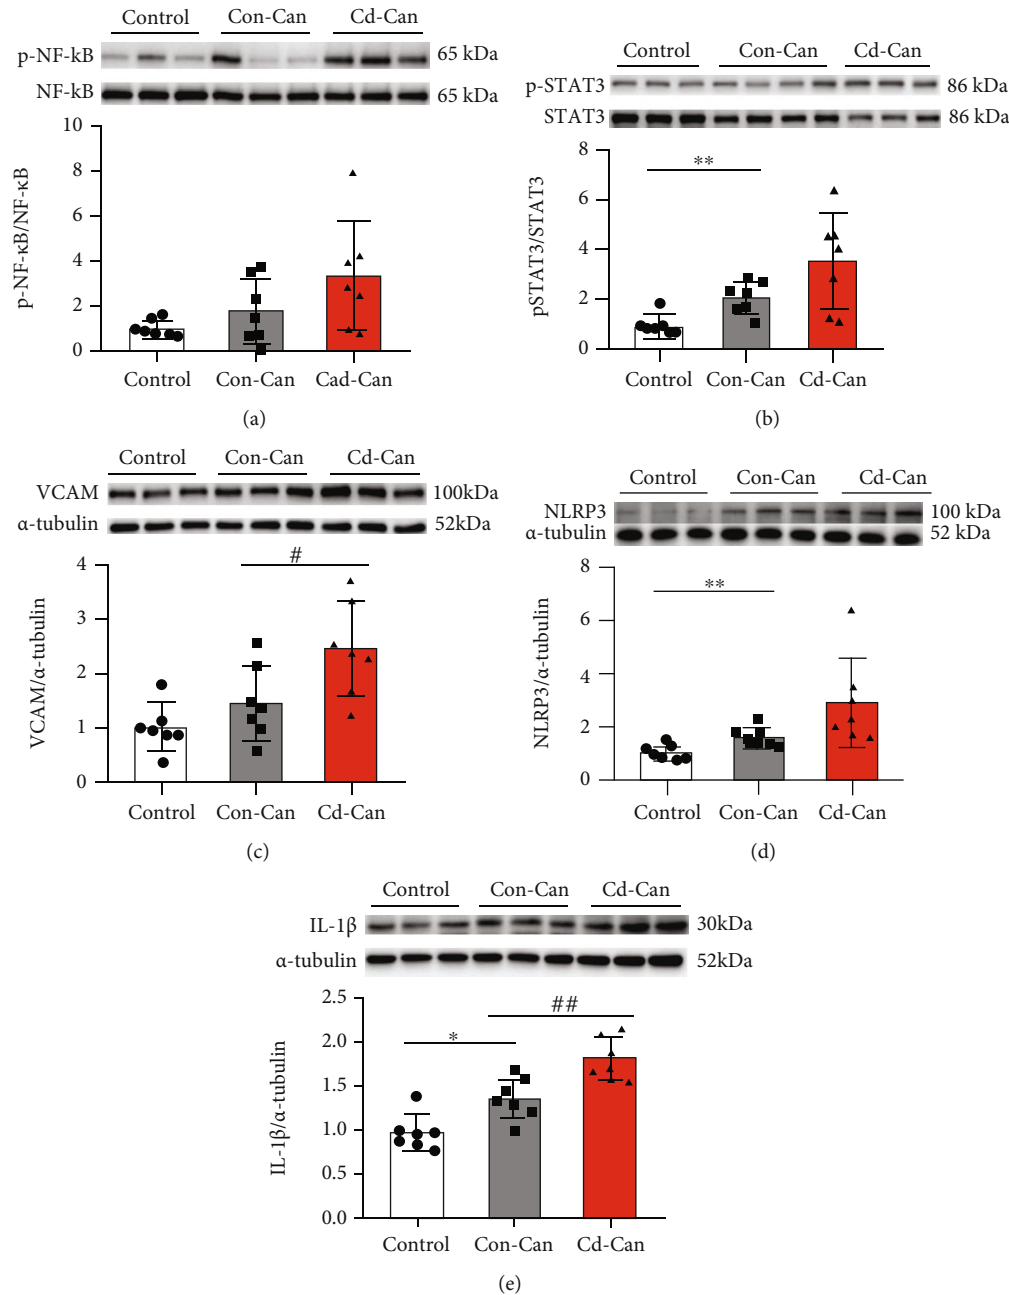 Control Con-Can Cd-Can
p-NF-kB 65 kDa
NF-kB 65 kDa
10
8
6
4
2
0
p-NF-κB/NF-κB
Control Con-Can Cad-Can
(a)
Control Con-Can Cd-Can
p-STAT3 86 kDa
STAT3 86 kDa
8
6
4
2
0
pSTAT3/STAT3
**
Control Con-Can Cd-Can
(b)
Control Con-Can Cd-Can
VCAM 100kDa
α-tubulin 52kDa
4
3
2
1
0
VCAM/α-tubulin
#
Control Con-Can Cd-Can
(c)
Control Con-Can Cd-Can
NLRP3 100 kDa
α-tubulin 52 kDa
8
6
4
2
0
NLRP3/α-tubulin
**
Control Con-Can Cd-Can
(d)
Control Con-Can Cd-Can
IL-1β 30kDa
α-tubulin 52kDa
2.5
2.0
1.5
1.0
0.5
0.0
IL-1β/α-tubulin
*
##
Control Con-Can Cd-Can
(e)